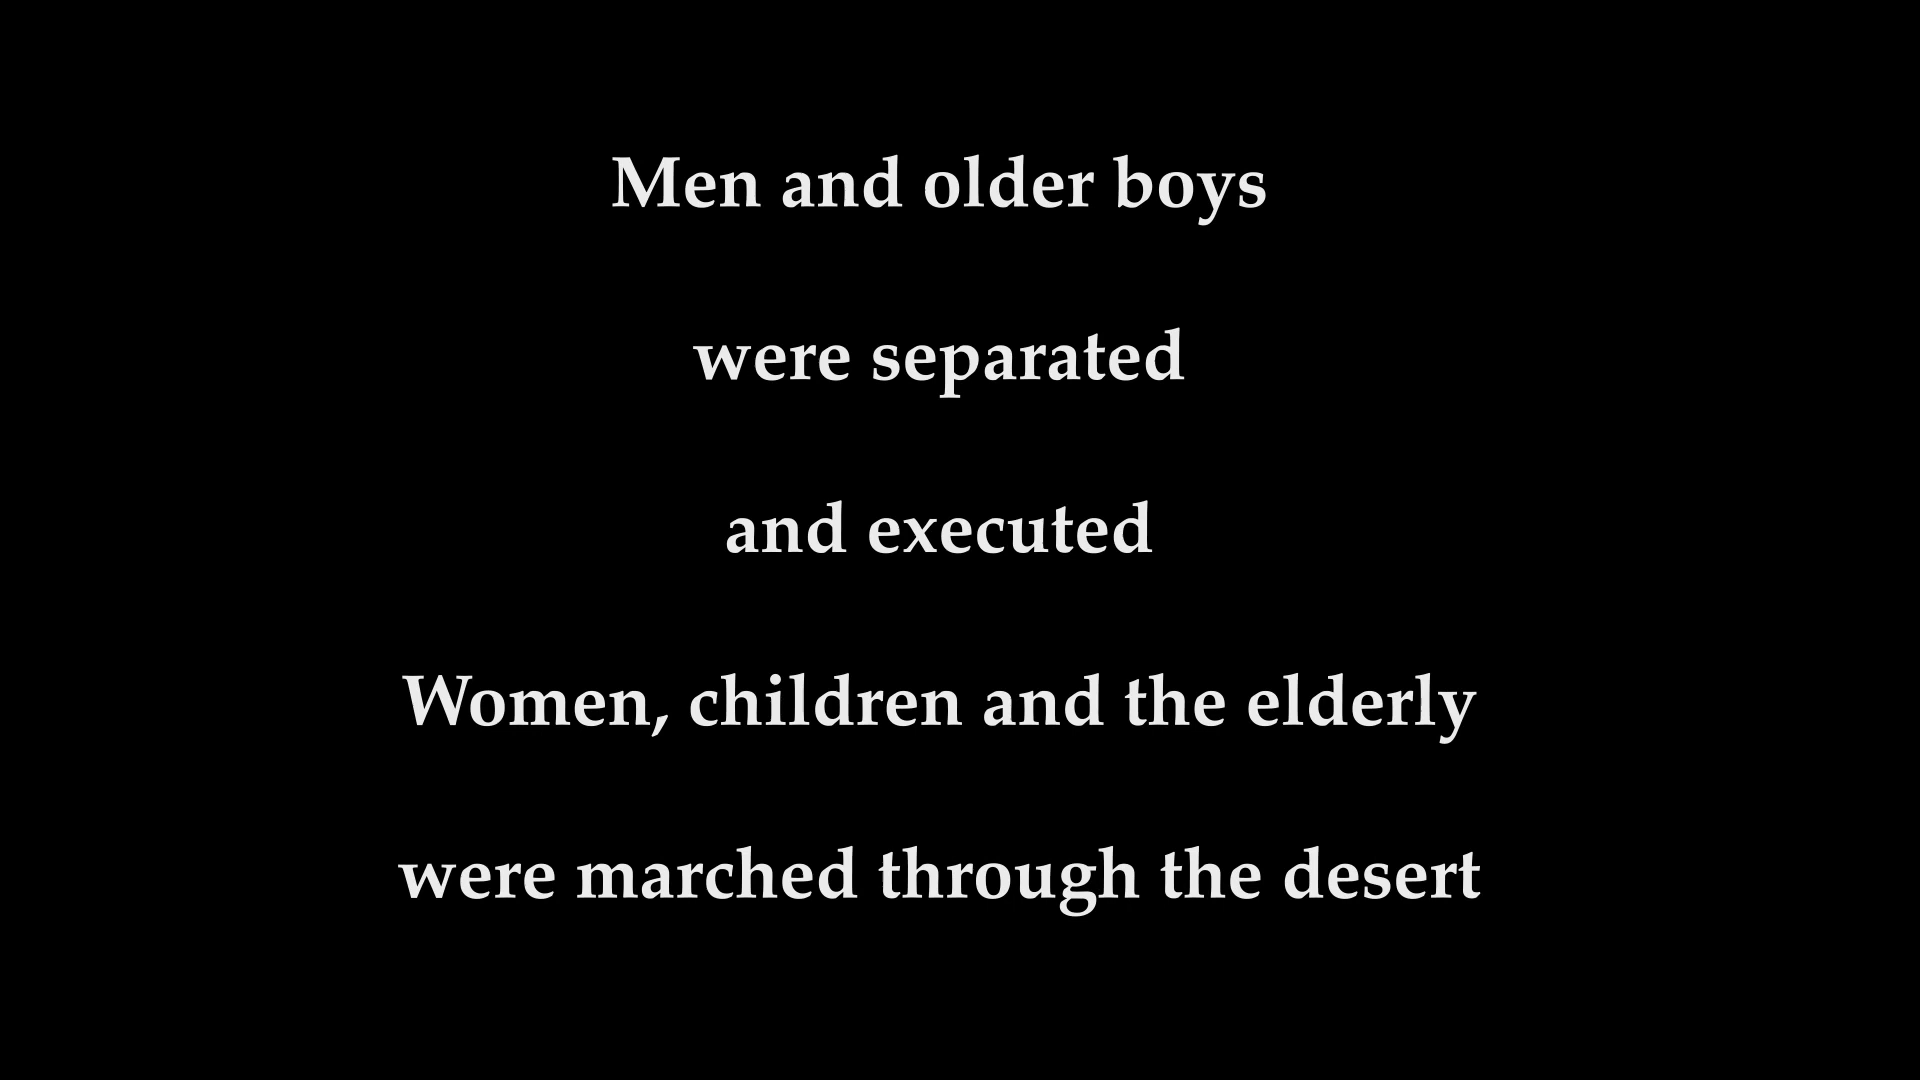 Men and older boys
were separated
and executed
Women, children and the elderly
were marched through the desert